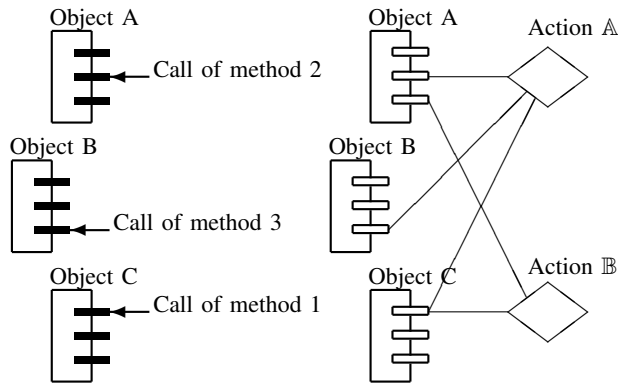 Object A
Call of method 2
Object B
Call of method 3
Object C
Call of method 1
Object A
Action 𝔸
Object B
Object C
Action 𝔹